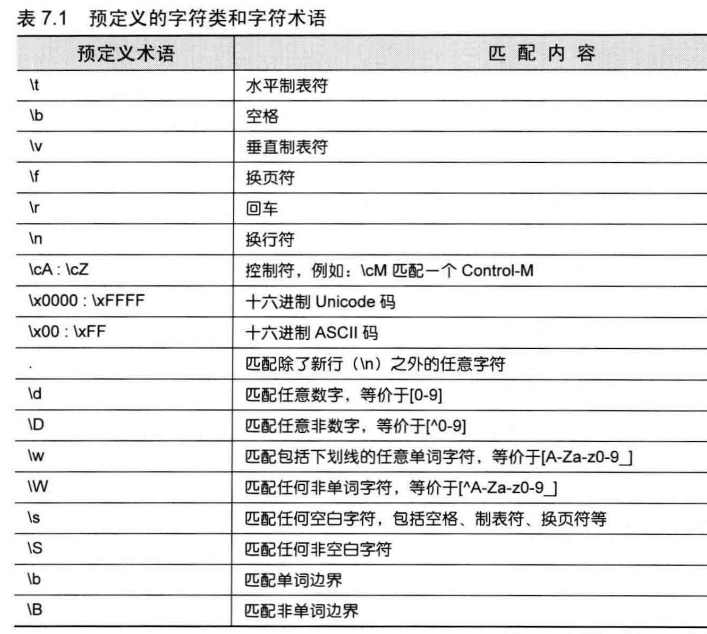 表 7.1 预定义的字符类和字符术语
预定义术语 匹 配 内 容
\t 水平制表符
\b 空格
\v 垂直制表符
\f 换页符
\r 回车
\n 换行符
\cA : \cZ 控制符，例如：\cM 匹配一个 Control-M
\x0000 : \xFFFF 十六进制 Unicode 码
\x00 : \xFF 十六进制 ASCII 码
. 匹配除了新行（\n）之外的任意字符
\d 匹配任意数字，等价于[0-9]
\D 匹配任意非数字，等价于[^0-9]
\w 匹配包括下划线的任意单词字符，等价于[A-Za-z0-9_]
\W 匹配任何非单词字符，等价于[^A-Za-z0-9_]
\s 匹配任何空白字符，包括空格、制表符、换页符等
\S 匹配任何非空白字符
\b 匹配单词边界
\B 匹配非单词边界